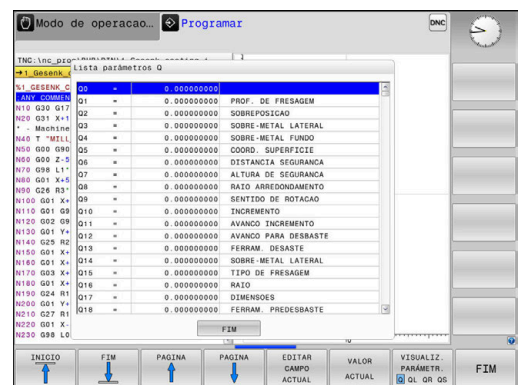 Modo de operacao...
Programar
DNC
TNC:\nc_pro
→1_Gesenk_
Lista parâmetros Q
%1_GESENK_C
ANY COMMEN
N10 G30 G17
N20 G31 X+1
* - Machine
N40 T "MILL
N50 G00 G90
N60 G00 Z-5
N70 G98 L1*
N80 G01 X+5
N90 G26 R3*
N100 G01 X+
N110 G01 G9
N120 G02 G9
N130 G01 Y+
N140 G25 R2
N150 G01 X+
N160 G01 X+
N170 G03 X+
N180 G01 X+
N190 G24 R1
N200 G01 Y+
N210 G27 R1
N220 G01 X-
N230 G98 L0
Q0 = 0.000000000
Q1 = 0.000000000 PROF. DE FRESAGEM
Q2 = 0.000000000 SOBREPOSICAO
Q3 = 0.000000000 SOBRE-METAL LATERAL
Q4 = 0.000000000 SOBRE-METAL FUNDO
Q5 = 0.000000000 COORD. SUPERFICIE
Q6 = 0.000000000 DISTANCIA SEGURANCA
Q7 = 0.000000000 ALTURA DE SEGURANCA
Q8 = 0.000000000 RAIO ARREDONDAMENTO
Q9 = 0.000000000 SENTIDO DE ROTACAO
Q10 = 0.000000000 INCREMENTO
Q11 = 0.000000000 AVANCO INCREMENTO
Q12 = 0.000000000 AVANCO PARA DESBASTE
Q13 = 0.000000000 FERRAM. DESASTE
Q14 = 0.000000000 SOBRE-METAL LATERAL
Q15 = 0.000000000 TIPO DE FRESAGEM
Q16 = 0.000000000 RAIO
Q17 = 0.000000000 DIMENSOES
Q18 = 0.000000000 FERRAM. PREDESBASTE
FIM
INICIO
FIM
PAGINA
PAGINA
EDITAR
CAMPO
ACTUAL
VALOR
ACTUAL
VISUALIZ.
PARÁMETR.
Q QL QR QS
FIM